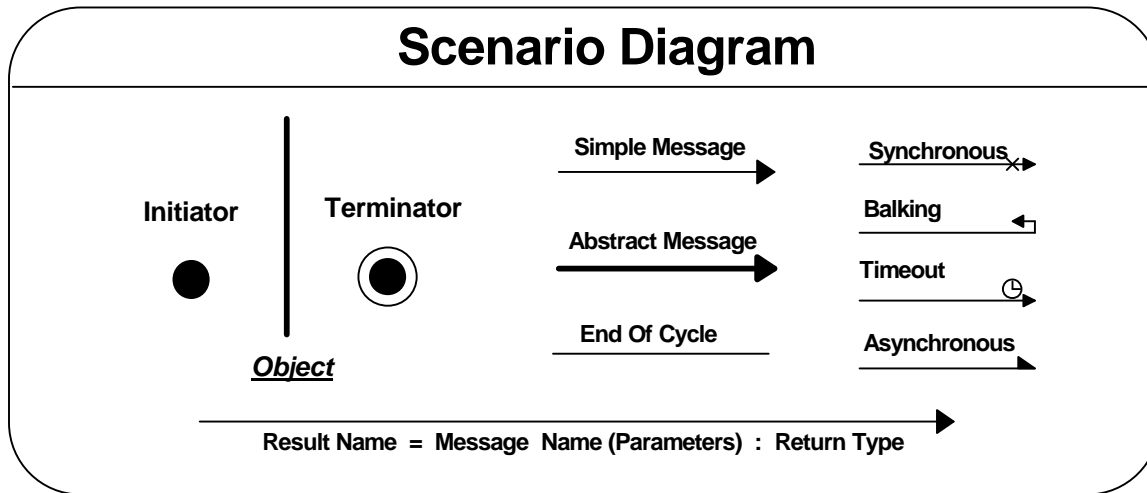 Scenario Diagram
Initiator
Terminator
Object
Simple Message
Abstract Message
End Of Cycle
Synchronous
Balking
Timeout
Asynchronous
Result Name = Message Name (Parameters) : Return Type